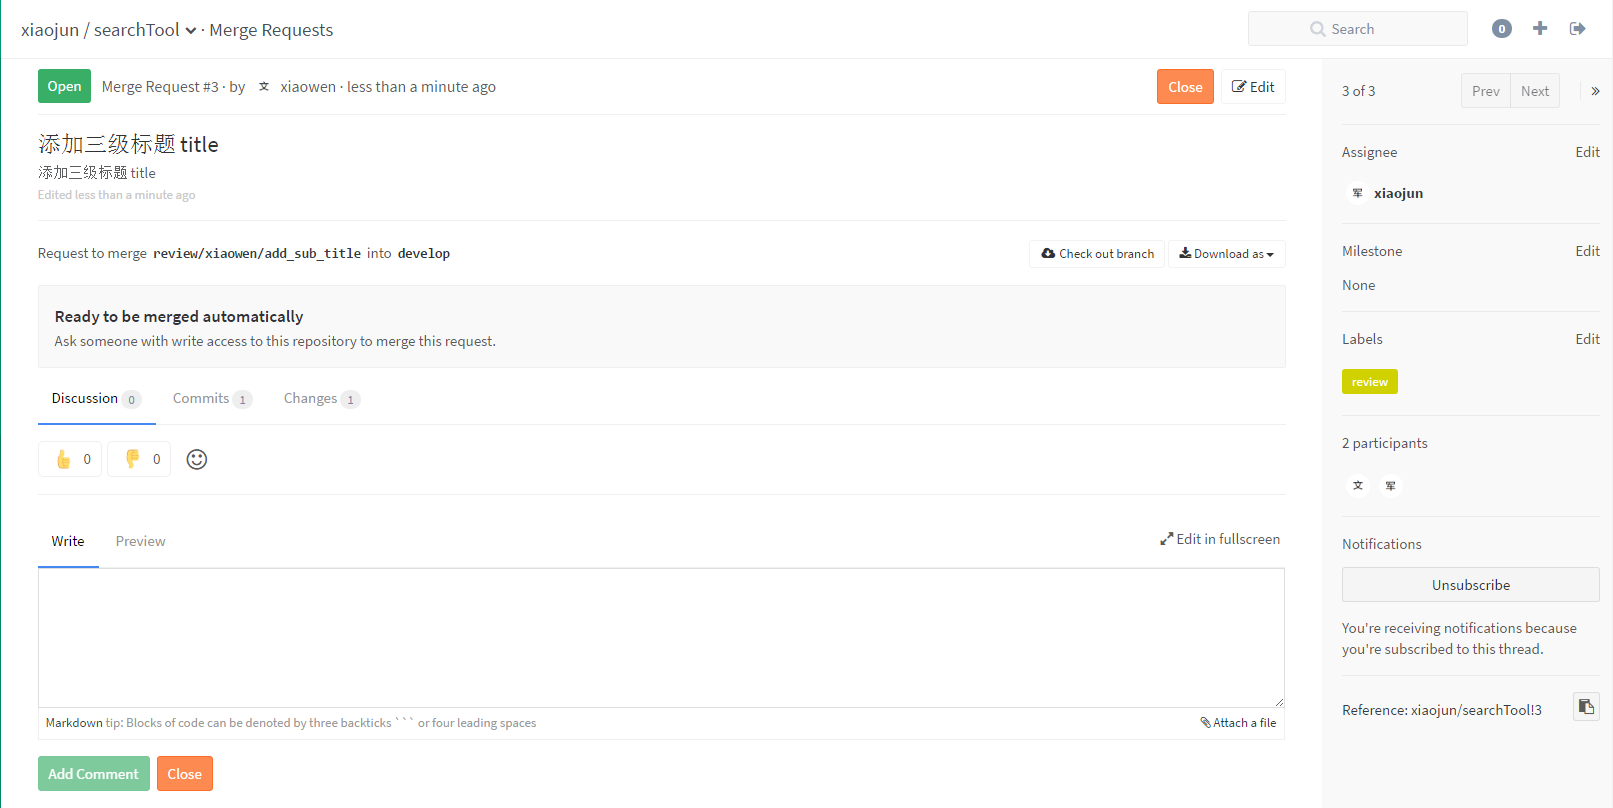 xiaojun / searchTool · Merge Requests
Search
0
Open Merge Request #3 · by 文 xiaowen · less than a minute ago
Close Edit
添加三级标题 title
添加三级标题 title
Edited less than a minute ago
Request to merge review/xiaowen/add_sub_title into develop
Check out branch Download as
Ready to be merged automatically
Ask someone with write access to this repository to merge this request.
Discussion 0 Commits 1 Changes 1
0 0
Write Preview
Edit in fullscreen
Markdown tip: Blocks of code can be denoted by three backticks ``` or four leading spaces
Attach a file
Add Comment Close
3 of 3 Prev Next »
Assignee Edit
军 xiaojun
Milestone Edit
None
Labels Edit
review
2 participants
文 军
Notifications
Unsubscribe
You're receiving notifications because
you're subscribed to this thread.
Reference: xiaojun/searchTool!3